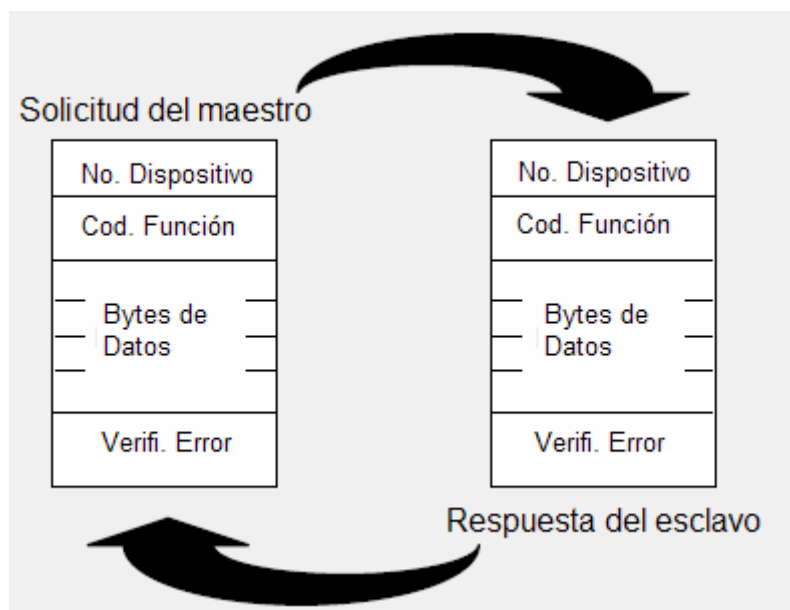 Solicitud del maestro
No. Dispositivo
Cod. Función
Bytes de
Datos
Verifi. Error
No. Dispositivo
Cod. Función
Bytes de
Datos
Verifi. Error
Respuesta del esclavo